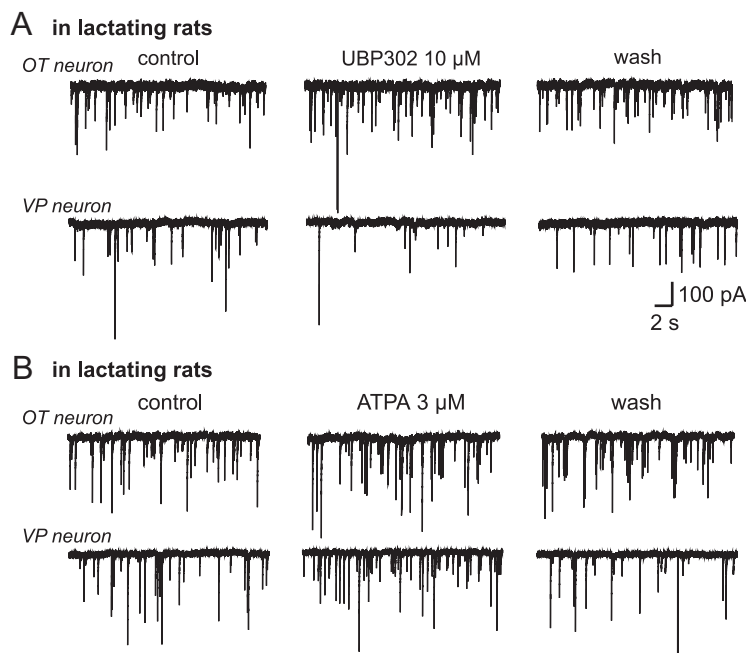 A in lactating rats
OT neuron control UBP302 10 µM wash
VP neuron
100 pA
2 s
B in lactating rats
control ATPA 3 µM wash
OT neuron
VP neuron